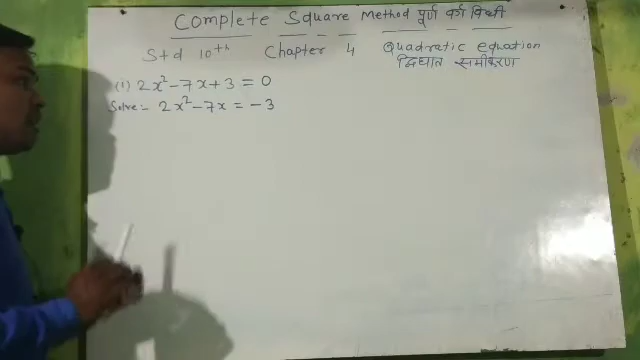 Complete Square Method पूर्ण वर्ग विधी
Std 10th Chapter 4 Quadratic equation
द्विघात समीकरण
(i) 2x² - 7x + 3 = 0
Solve:- 2x² - 7x = -3